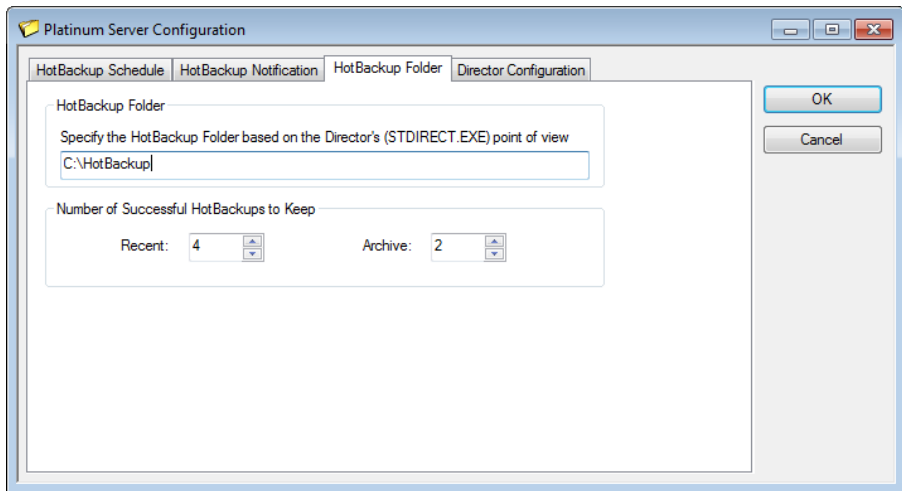 Platinum Server Configuration
HotBackup Schedule HotBackup Notification HotBackup Folder Director Configuration
HotBackup Folder
Specify the HotBackup Folder based on the Director's (STDIRECT.EXE) point of view
C:\HotBackup
Number of Successful HotBackups to Keep
Recent: 4 Archive: 2
OK
Cancel